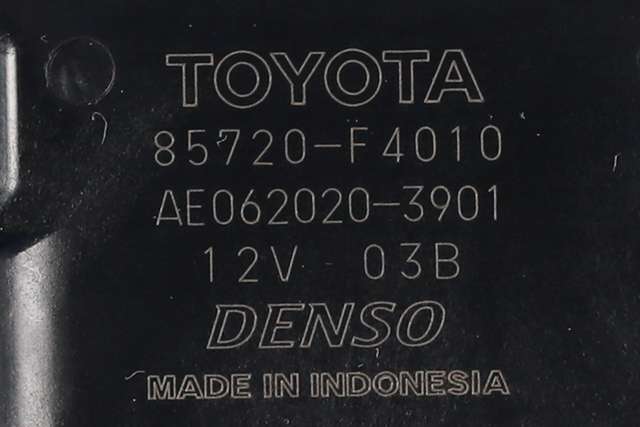 TOYOTA
85720-F4010
AE062020-3901
12V 03B
DENSO
MADE IN INDONESIA